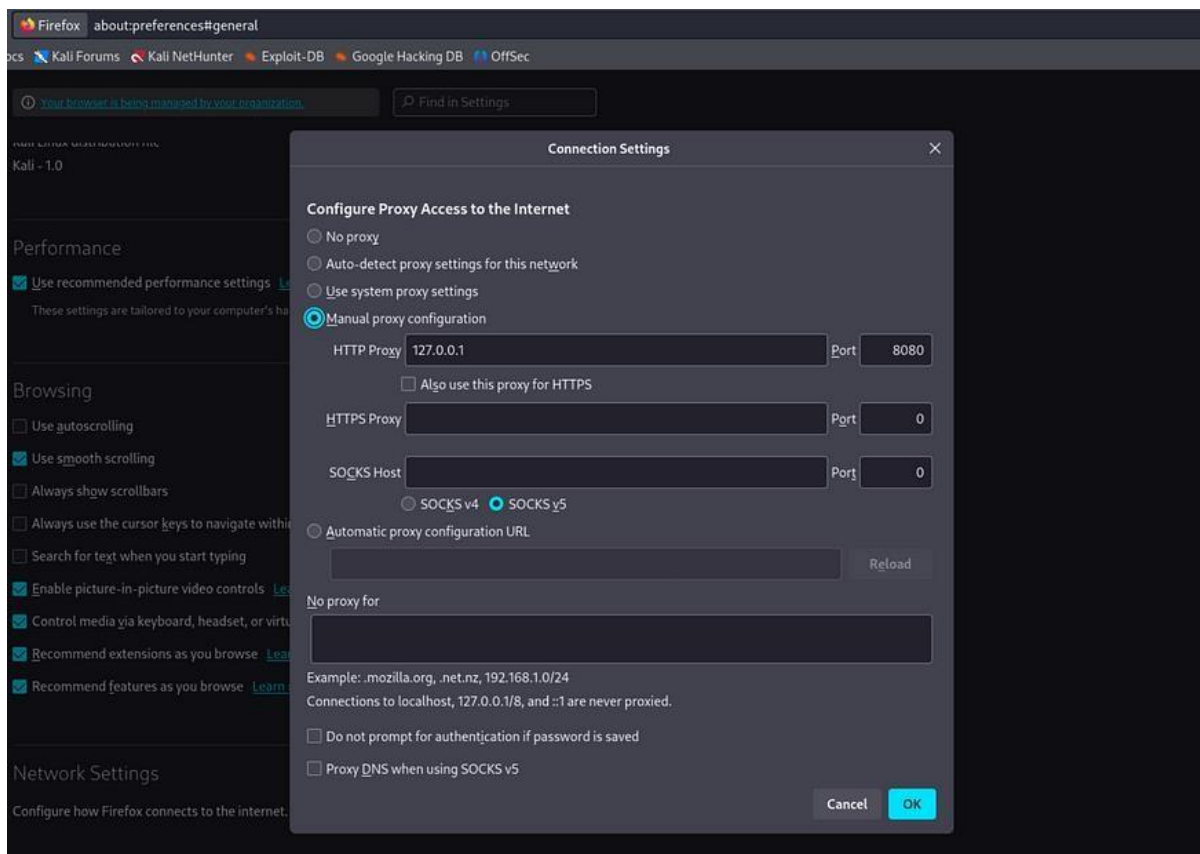 Firefox about:preferences#general
ocs Kali Forums Kali NetHunter Exploit-DB Google Hacking DB OffSec
Your browser is being managed by your organization.
Find in Settings
Kali Linux distribution file
Kali - 1.0
Performance
Use recommended performance settings Le
These settings are tailored to your computer's ha
Browsing
Use autoscrolling
Use smooth scrolling
Always show scrollbars
Always use the cursor keys to navigate withi
Search for text when you start typing
Enable picture-in-picture video controls Lea
Control media via keyboard, headset, or virtu
Recommend extensions as you browse Lea
Recommend features as you browse Learn
Network Settings
Configure how Firefox connects to the internet.
Connection Settings
Configure Proxy Access to the Internet
No proxy
Auto-detect proxy settings for this network
Use system proxy settings
Manual proxy configuration
HTTP Proxy 127.0.0.1 Port 8080
Also use this proxy for HTTPS
HTTPS Proxy Port 0
SOCKS Host Port 0
SOCKS v4 SOCKS v5
Automatic proxy configuration URL
Reload
No proxy for
Example: .mozilla.org, .net.nz, 192.168.1.0/24
Connections to localhost, 127.0.0.1/8, and ::1 are never proxied.
Do not prompt for authentication if password is saved
Proxy DNS when using SOCKS v5
Cancel OK